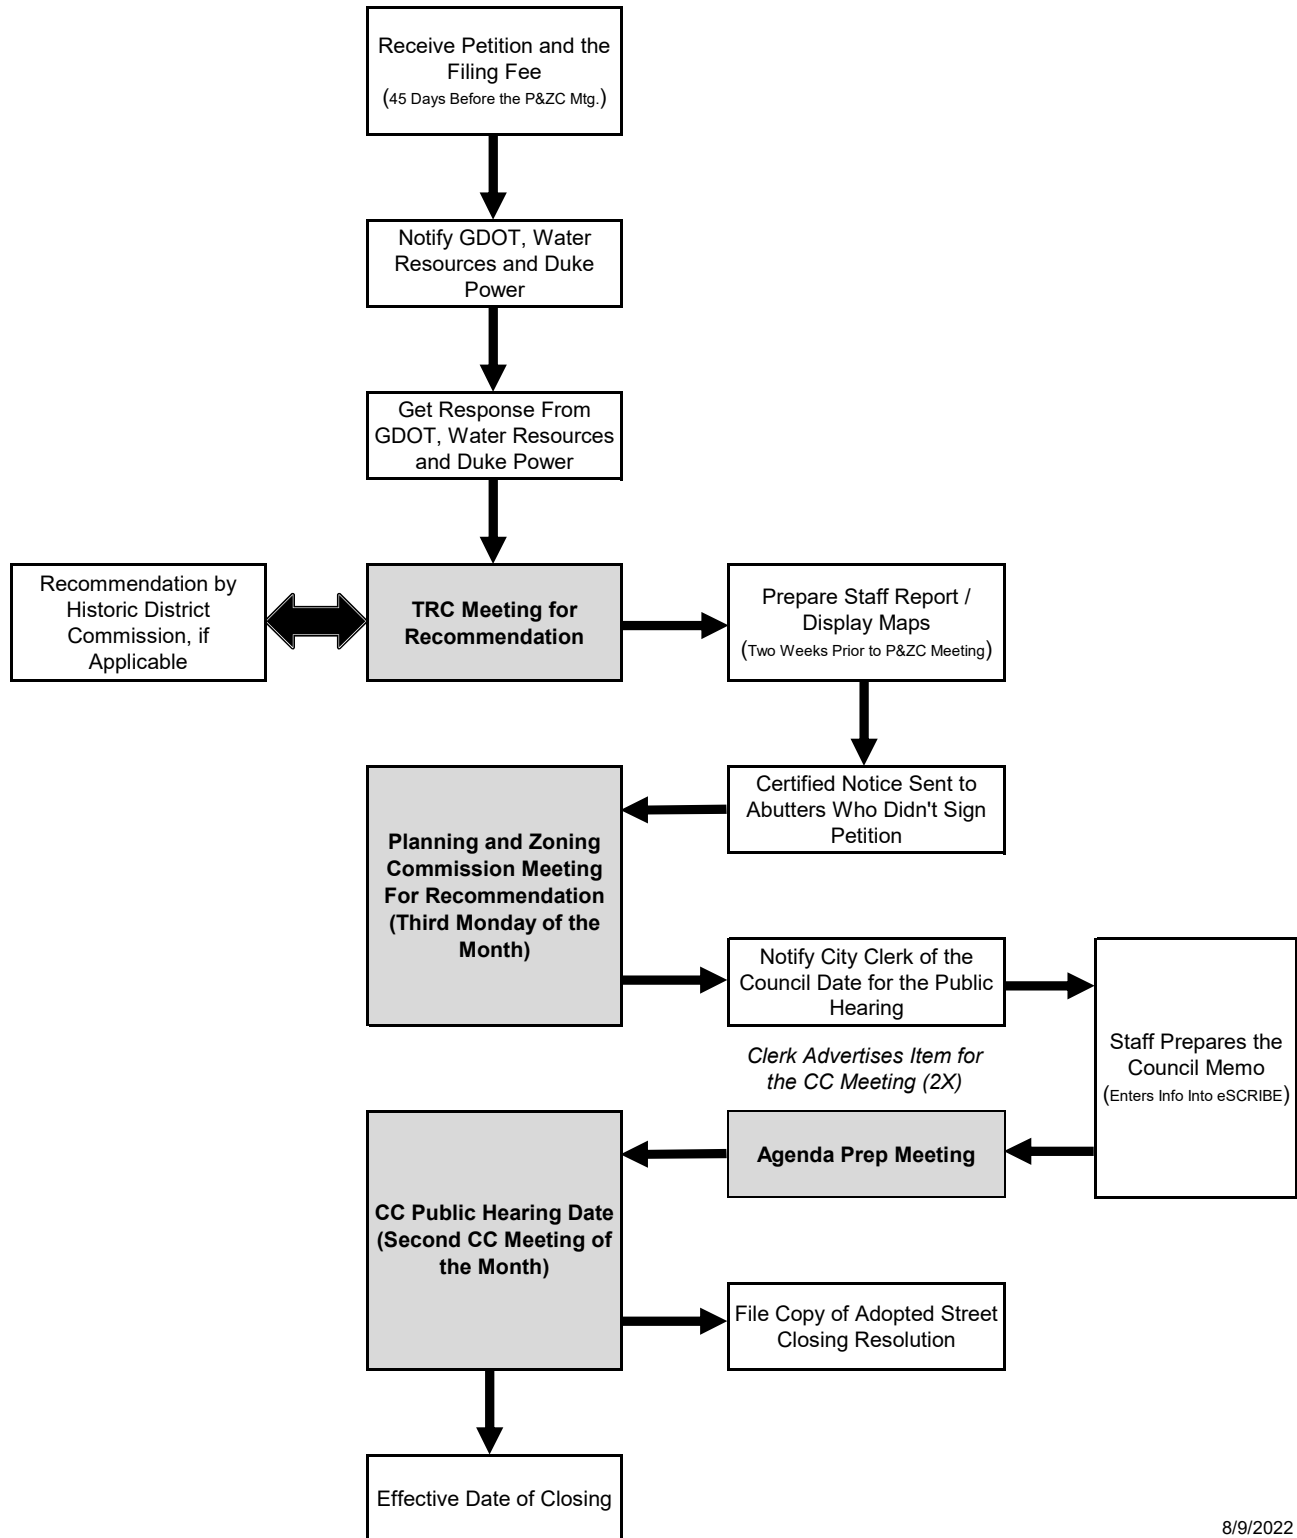 Receive Petition and the
Filing Fee
(45 Days Before the P&ZC Mtg.)
Notify GDOT, Water
Resources and Duke
Power
Get Response From
GDOT, Water Resources
and Duke Power
Recommendation by
Historic District
Commission, if
Applicable
TRC Meeting for
Recommendation
Prepare Staff Report /
Display Maps
(Two Weeks Prior to P&ZC Meeting)
Certified Notice Sent to
Abutters Who Didn't Sign
Petition
Planning and Zoning
Commission Meeting
For Recommendation
(Third Monday of the
Month)
Notify City Clerk of the
Council Date for the Public
Hearing
Staff Prepares the
Council Memo
(Enters Info Into eSCRIBE)
Clerk Advertises Item for
the CC Meeting (2X)
Agenda Prep Meeting
CC Public Hearing Date
(Second CC Meeting of
the Month)
File Copy of Adopted Street
Closing Resolution
Effective Date of Closing
8/9/2022